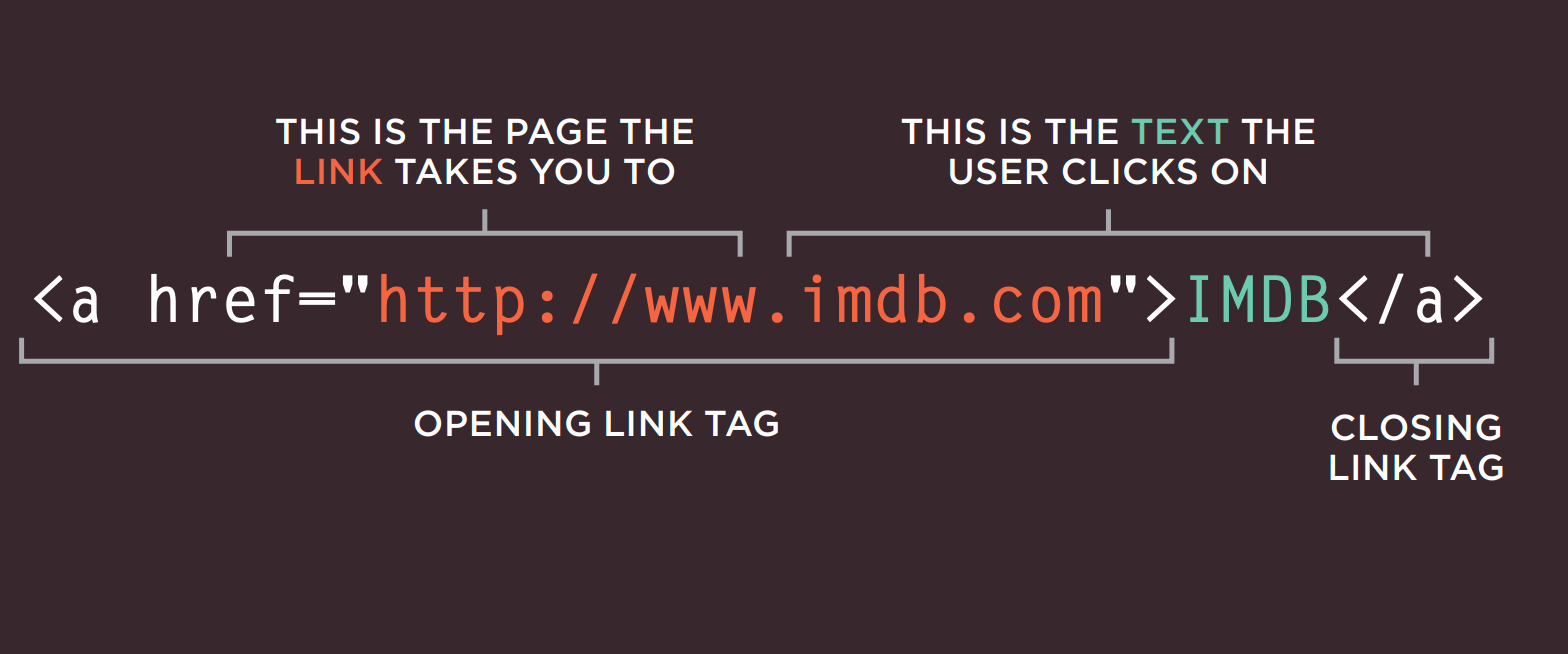 THIS IS THE PAGE THE
LINK TAKES YOU TO
THIS IS THE TEXT THE
USER CLICKS ON
<a href="http://www.imdb.com">IMDB</a>
OPENING LINK TAG
CLOSING
LINK TAG